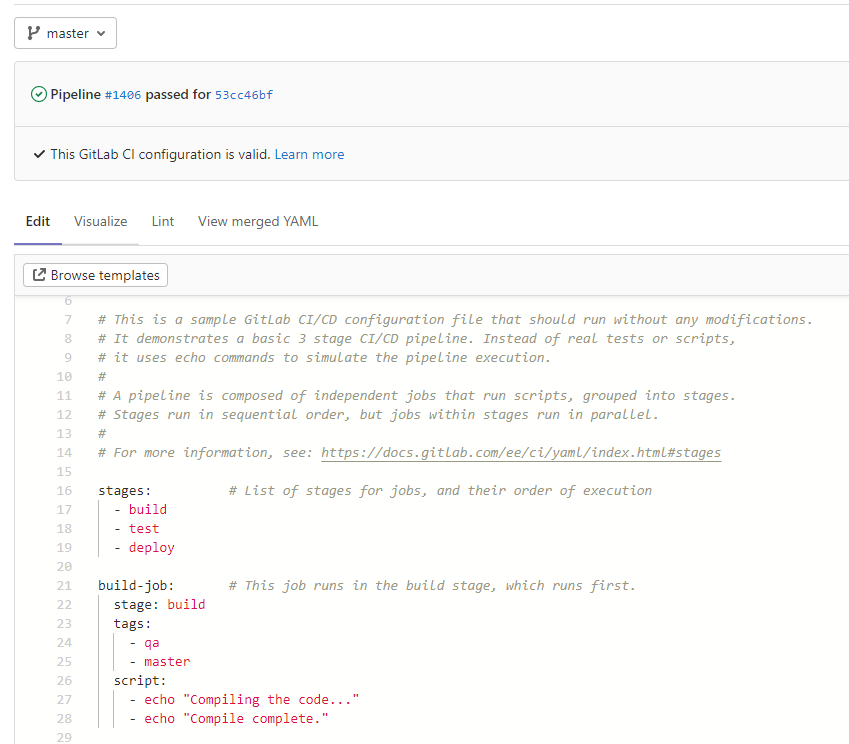 master
Pipeline #1406 passed for 53cc46bf
This GitLab CI configuration is valid. Learn more
Edit Visualize Lint View merged YAML
Browse templates
6
7 # This is a sample GitLab CI/CD configuration file that should run without any modifications.
8 # It demonstrates a basic 3 stage CI/CD pipeline. Instead of real tests or scripts,
9 # it uses echo commands to simulate the pipeline execution.
10 #
11 # A pipeline is composed of independent jobs that run scripts, grouped into stages.
12 # Stages run in sequential order, but jobs within stages run in parallel.
13 #
14 # For more information, see: https://docs.gitlab.com/ee/ci/yaml/index.html#stages
15
16 stages: # List of stages for jobs, and their order of execution
17 - build
18 - test
19 - deploy
20
21 build-job: # This job runs in the build stage, which runs first.
22 stage: build
23 tags:
24 - qa
25 - master
26 script:
27 - echo "Compiling the code..."
28 - echo "Compile complete."
29